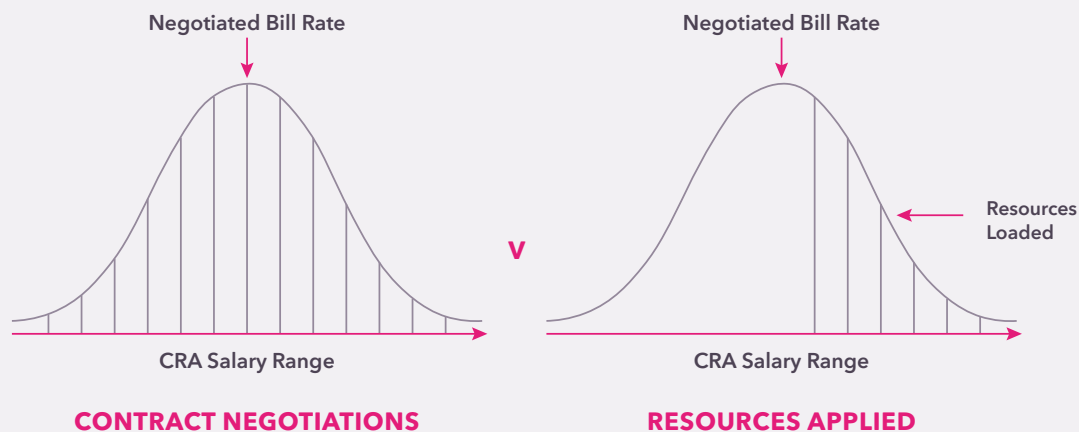 Negotiated Bill Rate
Negotiated Bill Rate
Resources
Loaded
V
CRA Salary Range
CRA Salary Range
CONTRACT NEGOTIATIONS
RESOURCES APPLIED